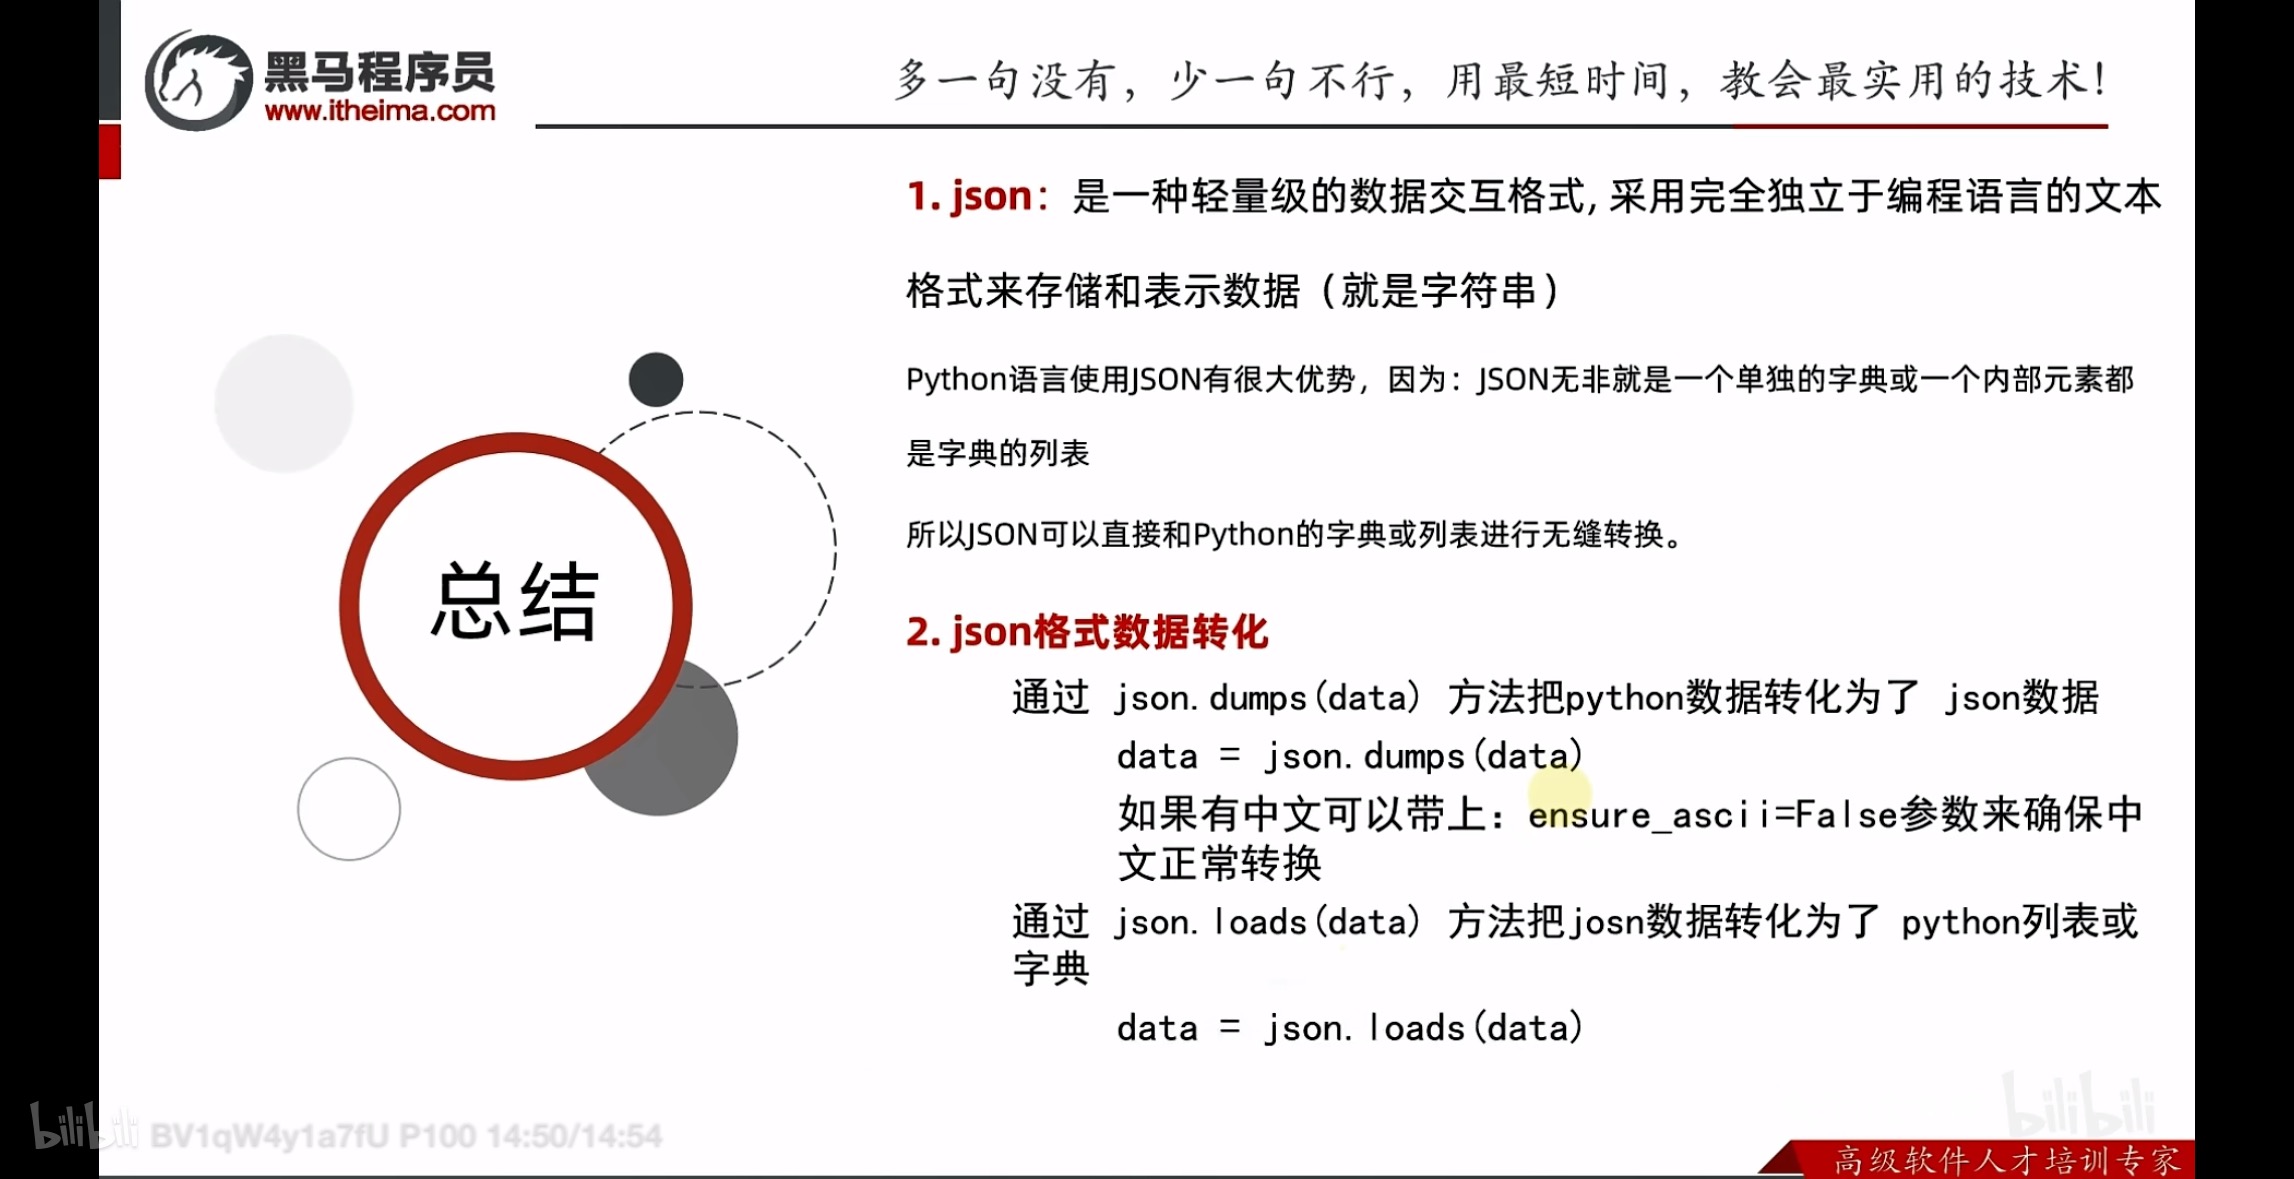 黑马程序员
www.itheima.com
多一句没有，少一句不行，用最短时间，教会最实用的技术！
1. json：是一种轻量级的数据交互格式, 采用完全独立于编程语言的文本
格式来存储和表示数据（就是字符串）
Python语言使用JSON有很大优势，因为：JSON无非就是一个单独的字典或一个内部元素都
是字典的列表
所以JSON可以直接和Python的字典或列表进行无缝转换。
总结
2. json格式数据转化
通过 json.dumps(data) 方法把python数据转化为了 json数据
data = json.dumps(data)
如果有中文可以带上：ensure_ascii=False参数来确保中
文正常转换
通过 json.loads(data) 方法把josn数据转化为了 python列表或
字典
data = json.loads(data)
bilibili BV1qW4y1a7fU P100 14:50/14:54
bilibili
高级软件人才培训专家